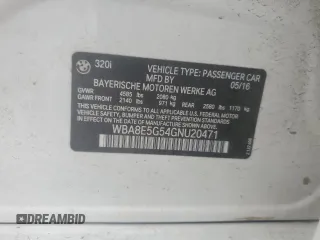 320i
VEHICLE TYPE: PASSENGER CAR
MFD BY
05/16
BAYERISCHE MOTOREN WERKE AG
GVWR 4585 lbs 2080 kg
GAWR FRONT 2140 lbs 971 kg REAR 2580 lbs 1170 kg
THIS VEHICLE CONFORMS TO ALL APPLICABLE U.S. FEDERAL MOTOR
VEHICLE SAFETY, BUMPER, AND THEFT PREVENTION STANDARDS
IN EFFECT ON THE DATE OF MANUFACTURE SHOWN ABOVE.
WBA8E5G54GNU20471
DREAMBID